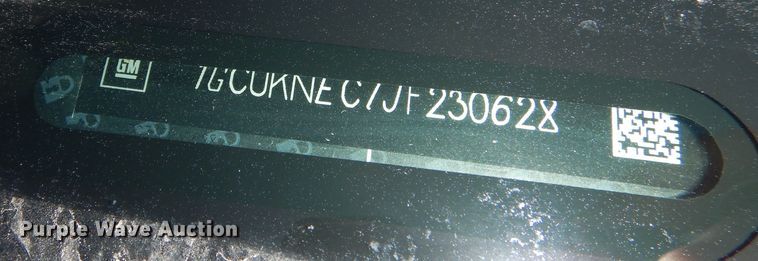 GM
1GCUKNEC7JF230628
Purple Wave Auction